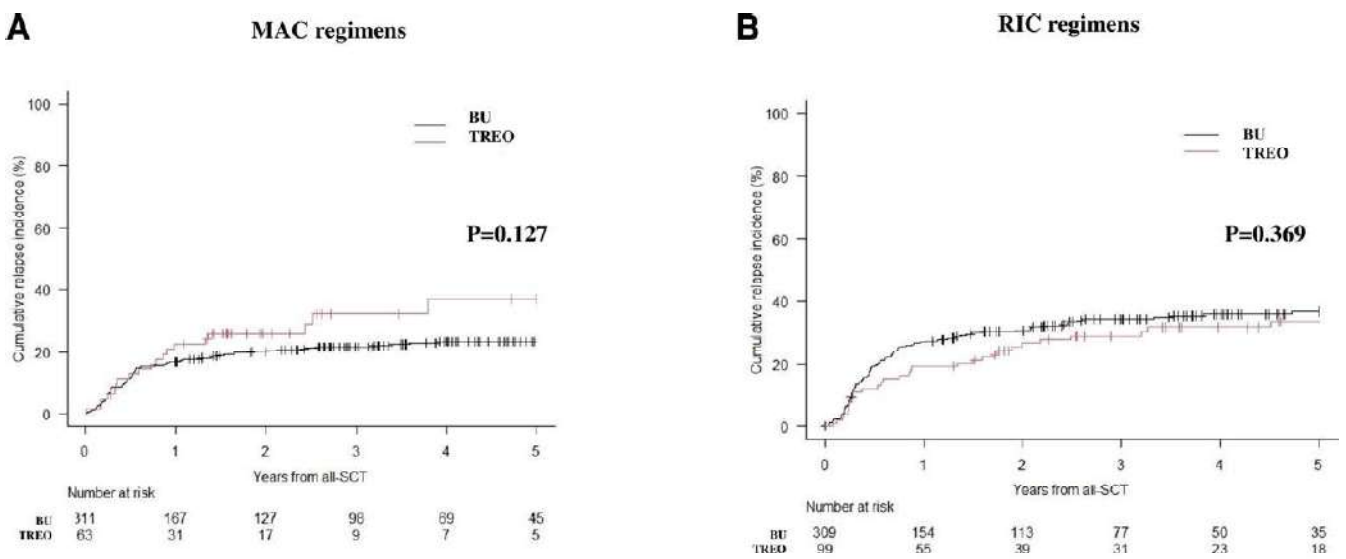 A
MAC regimens
BU
TREO
P=0.127
Cumulative relapse incidence (%)
100
80
60
40
20
0
0 1 2 3 4 5
Years from all-SCT
Number at risk
BU 311 167 127 98 69 45
TREO 63 31 17 9 7 5
B
RIC regimens
BU
TREO
P=0.369
Cumulative relapse incidence (%)
100
80
60
40
20
0
0 1 2 3 4 5
Years from all-SCT
Number at risk
BU 309 154 113 77 50 35
TREO 99 55 39 31 23 18